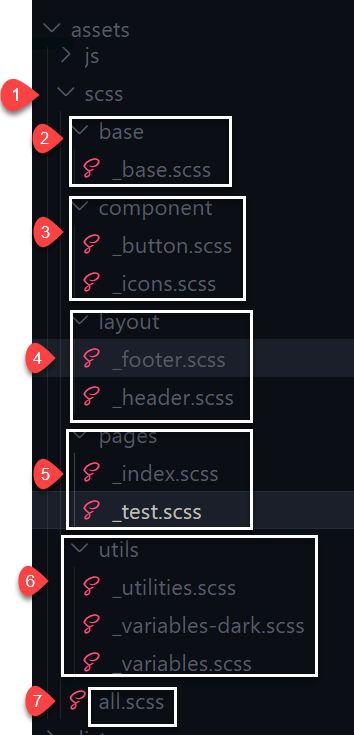 assets
js
1 scss
2 base
_base.scss
3 component
_button.scss
_icons.scss
layout
4 _footer.scss
_header.scss
pages
5 _index.scss
_test.scss
utils
6 _utilities.scss
_variables-dark.scss
_variables.scss
7 all.scss